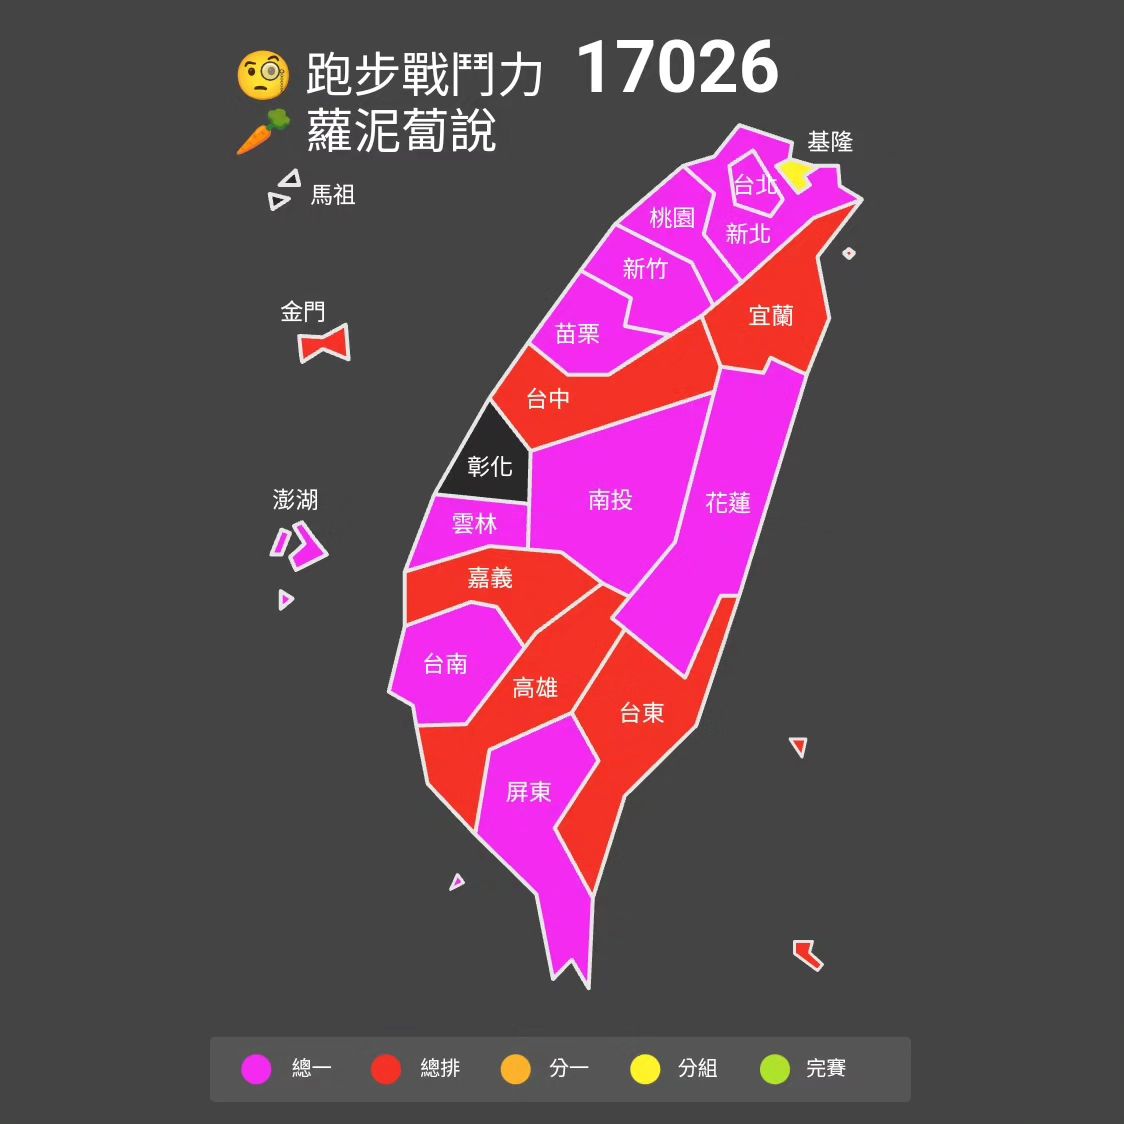 跑步戰鬥力 17026
蘿泥蔔說
基隆
馬祖
台北
桃園
新北
新竹
金門
宜蘭
苗栗
台中
彰化
澎湖
南投
花蓮
雲林
嘉義
台南
高雄
台東
屏東
總一 總排 分一 分組 完賽